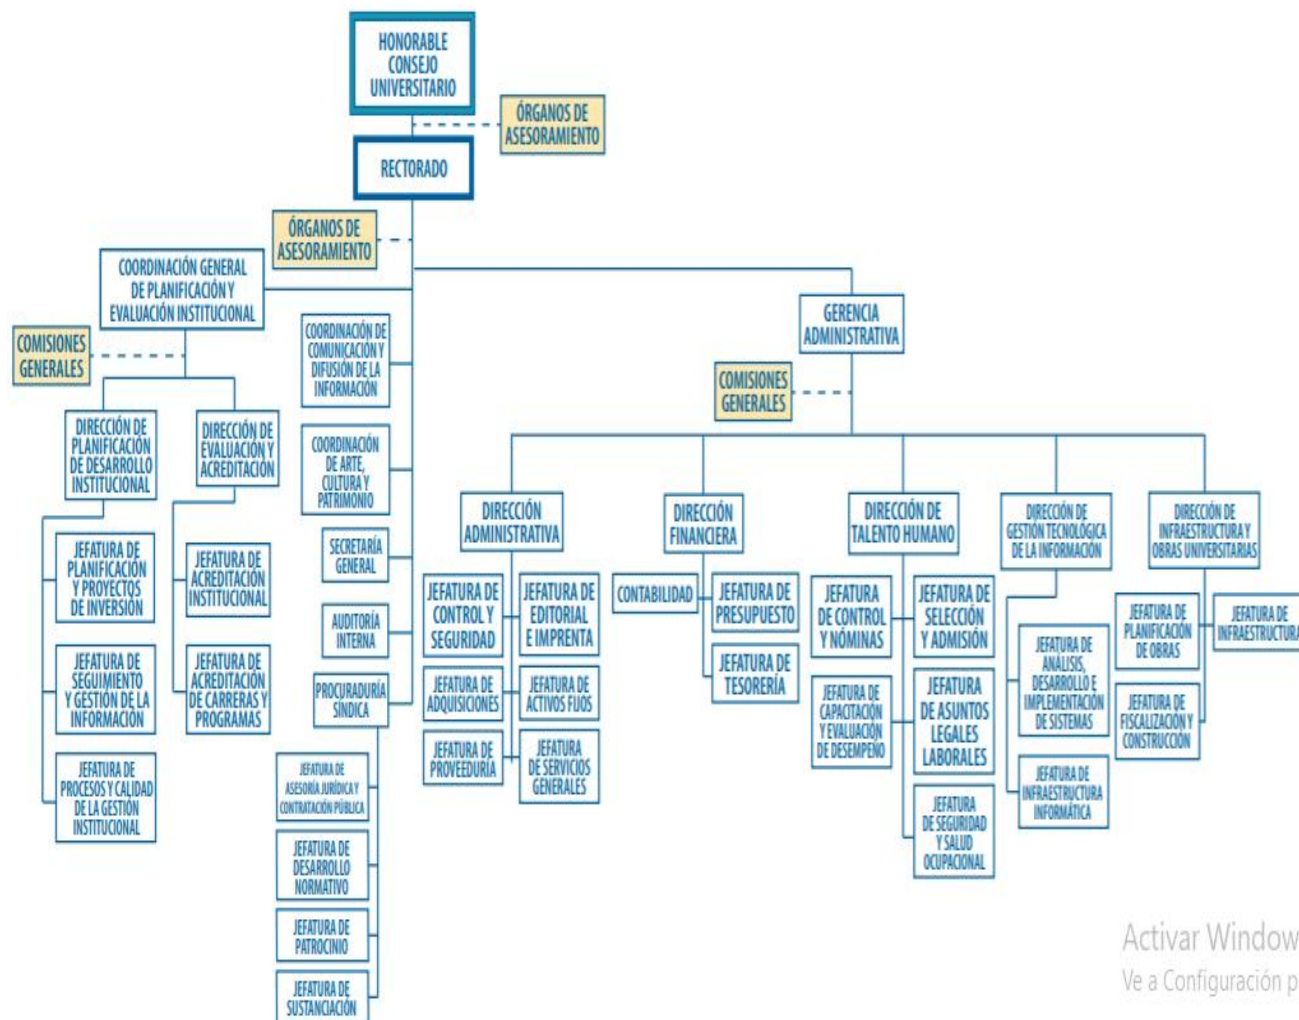 HONORABLE
CONSEJO
UNIVERSITARIO
ÓRGANOS DE
ASESORAMIENTO
RECTORADO
ÓRGANOS DE
ASESORAMIENTO
COORDINACIÓN GENERAL
DE PLANIFICACIÓN Y
EVALUACIÓN INSTITUCIONAL
COMISIONES
GENERALES
DIRECCIÓN DE
PLANIFICACIÓN
DE DESARROLLO
INSTITUCIONAL
DIRECCIÓN DE
EVALUACIÓN Y
ACREDITACIÓN
JEFATURA DE
PLANIFICACIÓN
Y PROYECTOS
DE INVERSIÓN
JEFATURA DE
SEGUIMIENTO
Y GESTIÓN DE LA
INFORMACIÓN
JEFATURA DE
PROCESOS Y CALIDAD
DE LA GESTIÓN
INSTITUCIONAL
JEFATURA DE
ACREDITACIÓN
INSTITUCIONAL
JEFATURA DE
ACREDITACIÓN
DE CARRERAS Y
PROGRAMAS
COORDINACIÓN DE
COMUNICACIÓN Y
DIFUSIÓN DE LA
INFORMACIÓN
COORDINACIÓN
DE ARTE,
CULTURA Y
PATRIMONIO
SECRETARÍA
GENERAL
AUDITORÍA
INTERNA
PROCURADURÍA
SÍNDICA
JEFATURA DE
ASESORÍA JURÍDICA Y
CONTRATACIÓN PÚBLICA
JEFATURA DE
DESARROLLO
NORMATIVO
JEFATURA DE
PATROCINIO
JEFATURA DE
SUSTANCIACIÓN
GERENCIA
ADMINISTRATIVA
COMISIONES
GENERALES
DIRECCIÓN
ADMINISTRATIVA
JEFATURA DE
CONTROL Y
SEGURIDAD
JEFATURA DE
EDITORIAL
E IMPRENTA
JEFATURA DE
ADQUISICIONES
JEFATURA DE
ACTIVOS FIJOS
JEFATURA DE
PROVEEDURÍA
JEFATURA
DE SERVICIOS
GENERALES
DIRECCIÓN
FINANCIERA
CONTABILIDAD
JEFATURA DE
PRESUPUESTO
JEFATURA DE
TESORERÍA
DIRECCIÓN DE
TALENTO HUMANO
JEFATURA
DE CONTROL
Y NÓMINAS
JEFATURA DE
SELECCIÓN
Y ADMISIÓN
JEFATURA DE
CAPACITACIÓN
Y EVALUACIÓN
DE DESEMPEÑO
JEFATURA
DE ASUNTOS
LEGALES
LABORALES
JEFATURA
DE SEGURIDAD
Y SALUD
OCUPACIONAL
DIRECCIÓN DE
GESTIÓN TECNOLÓGICA
DE LA INFORMACIÓN
JEFATURA DE
ANÁLISIS,
DESARROLLO E
IMPLEMENTACIÓN
DE SISTEMAS
JEFATURA DE
INFRAESTRUCTURA
INFORMÁTICA
DIRECCIÓN DE
INFRAESTRUCTURA Y
OBRAS UNIVERSITARIAS
JEFATURA DE
PLANIFICACIÓN
DE OBRAS
JEFATURA DE
INFRAESTRUCTURA
JEFATURA DE
FISCALIZACIÓN Y
CONSTRUCCIÓN
Activar Window
Ve a Configuración p